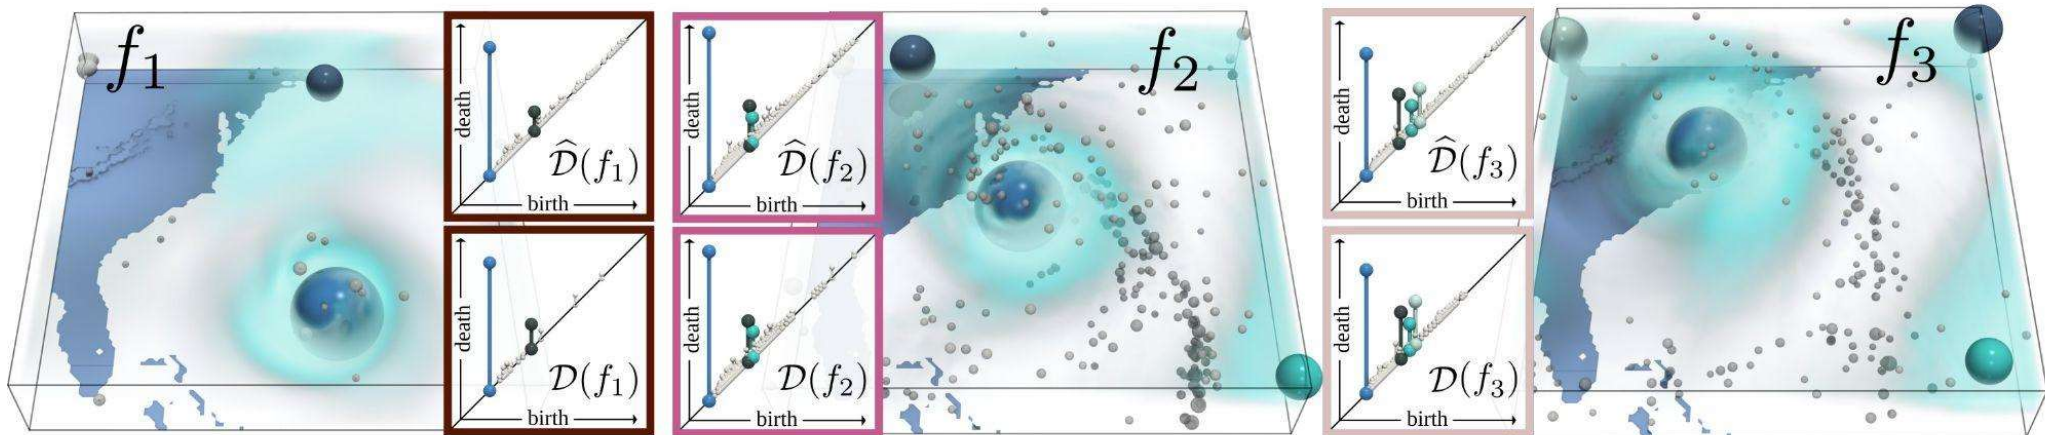 f₁
death
birth
𝒟̂(f₁)
death
birth
𝒟(f₁)
death
birth
𝒟̂(f₂)
death
birth
𝒟(f₂)
f₂
death
birth
𝒟̂(f₃)
death
birth
𝒟(f₃)
f₃